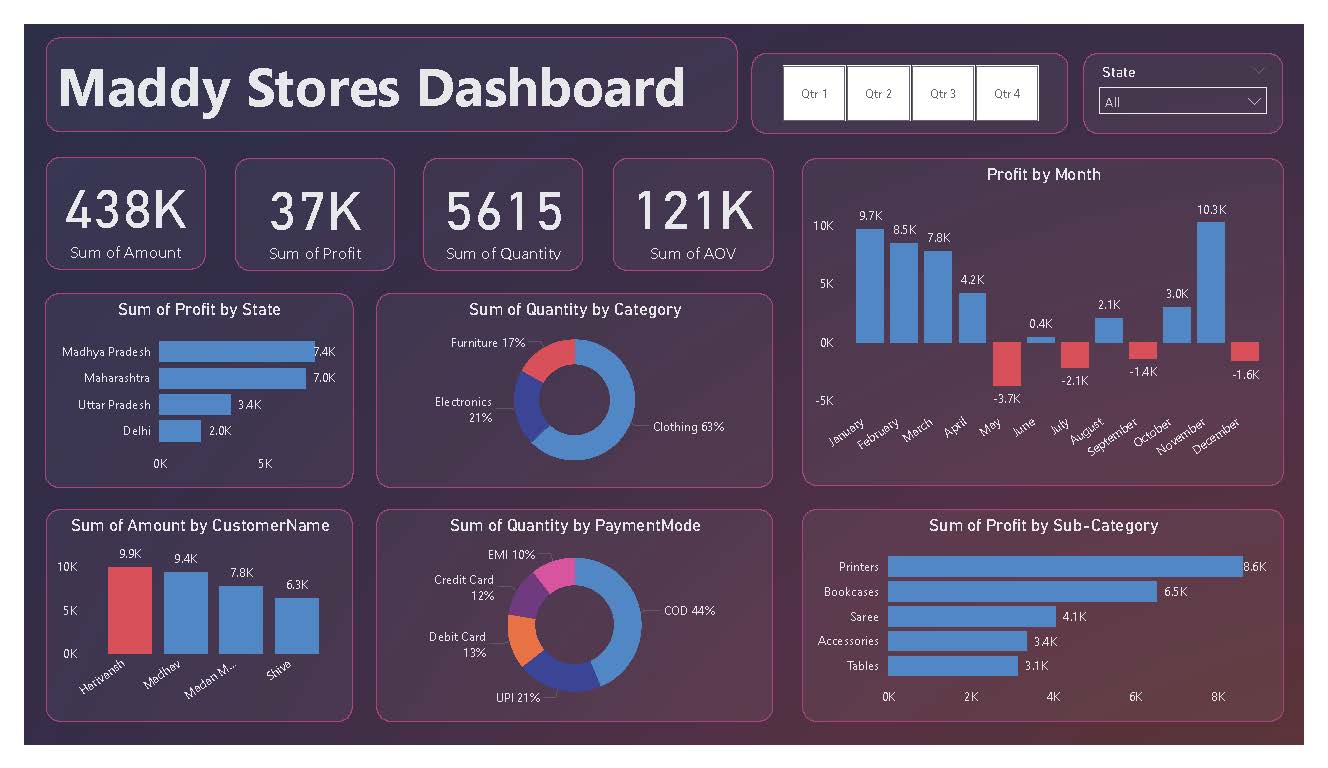 Maddy Stores Dashboard
Qtr 1
Qtr 2
Qtr 3
Qtr 4
State
All
438K
Sum of Amount
37K
Sum of Profit
5615
Sum of Quantity
121K
Sum of AOV
Profit by Month
10K
5K
0K
-5K
9.7K
8.5K
7.8K
4.2K
-3.7K
0.4K
-2.1K
2.1K
-1.4K
3.0K
10.3K
-1.6K
January
February
March
April
May
June
July
August
September
October
November
December
Sum of Profit by State
Madhya Pradesh
7.4K
Maharashtra
7.0K
Uttar Pradesh
3.4K
Delhi
2.0K
0K
5K
Sum of Quantity by Category
Furniture 17%
Electronics
21%
Clothing 63%
Sum of Amount by CustomerName
10K
5K
0K
9.9K
9.4K
7.8K
6.3K
Harivansh
Madhav
Madan M...
Shiva
Sum of Quantity by PaymentMode
EMI 10%
Credit Card
12%
Debit Card
13%
UPI 21%
COD 44%
Sum of Profit by Sub-Category
Printers
8.6K
Bookcases
6.5K
Saree
4.1K
Accessories
3.4K
Tables
3.1K
0K
2K
4K
6K
8K